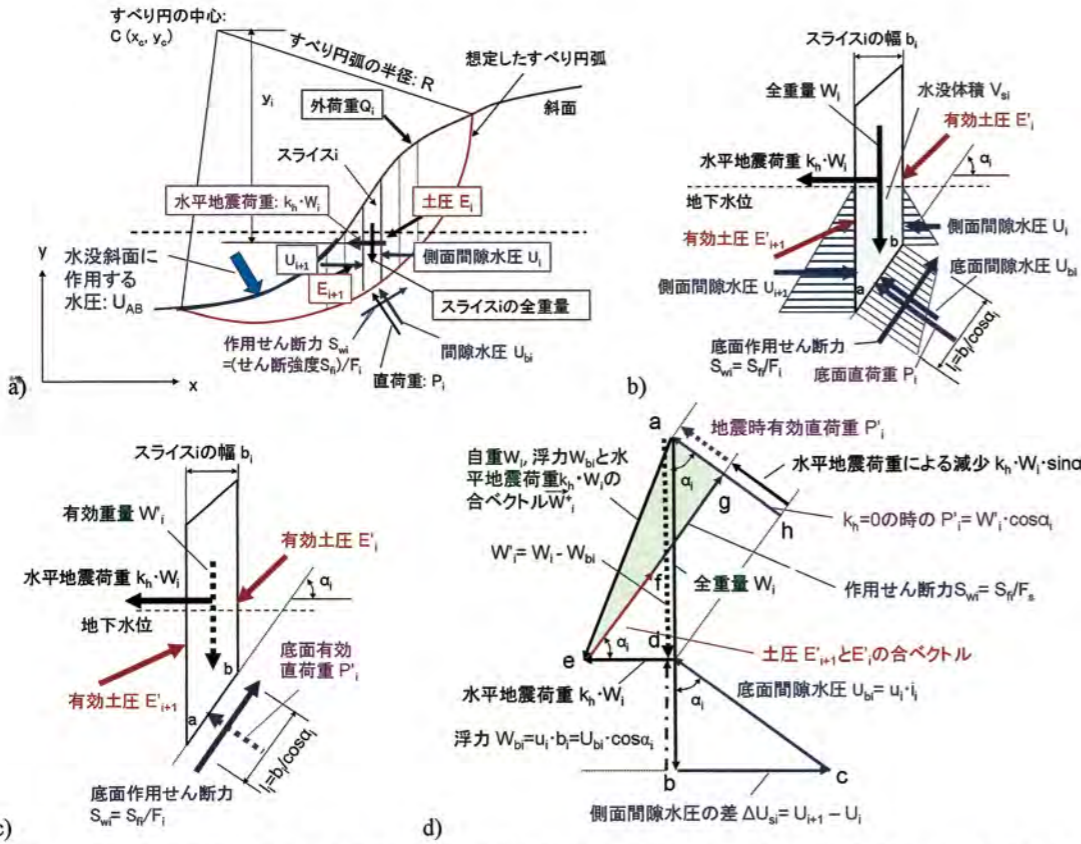 すべり円の中心:
C (xc, yc)
すべり円弧の半径: R
想定したすべり円弧
yi
外荷重Qi
斜面
スライスi
水平地震荷重: kh·Wi
土圧 Ei
y
水没斜面に
作用する
水圧: UAB
Ui+1
側面間隙水圧 Ui
Ei+1
スライスiの全重量
作用せん断力 Swi
=(せん断強度Sfi)/Fi
間隙水圧 Ubi
直荷重: Pi
x
a)
スライスiの幅 bi
全重量 Wi
水没体積 Vsi
有効土圧 E'i
水平地震荷重 kh·Wi
αi
地下水位
b
有効土圧 E'i+1
側面間隙水圧 Ui
底面間隙水圧 Ubi
側面間隙水圧 Ui+1
a
底面作用せん断力
Swi= Sfi/Fi
li=bi/cosαi
底面直荷重 Pi
b)
スライスiの幅 bi
有効重量 W'i
有効土圧 E'i
水平地震荷重 kh·Wi
αi
地下水位
底面有効
直荷重 P'i
b
有効土圧 E'i+1
a
li=bi/cosαi
底面作用せん断力
Swi= Sfi/Fi
c)
a
地震時有効直荷重 P'i
自重Wi, 浮力Wbiと水
平地震荷重kh·Wiの
合ベクトルW*i
水平地震荷重による減少 kh·Wi·sinα
αi
g
h
kh=0の時の P'i= W'i·cosαi
W'i= Wi - Wbi
全重量 Wi
f
作用せん断力Swi= Sfi/Fs
αi
d
e
土圧 E'i+1とE'iの合ベクトル
水平地震荷重 kh·Wi
底面間隙水圧 Ubi= ui·ii
αi
浮力 Wbi=ui·bi=Ubi·cosαi
b
c
側面間隙水圧の差 ΔUsi= Ui+1 – Ui
d)